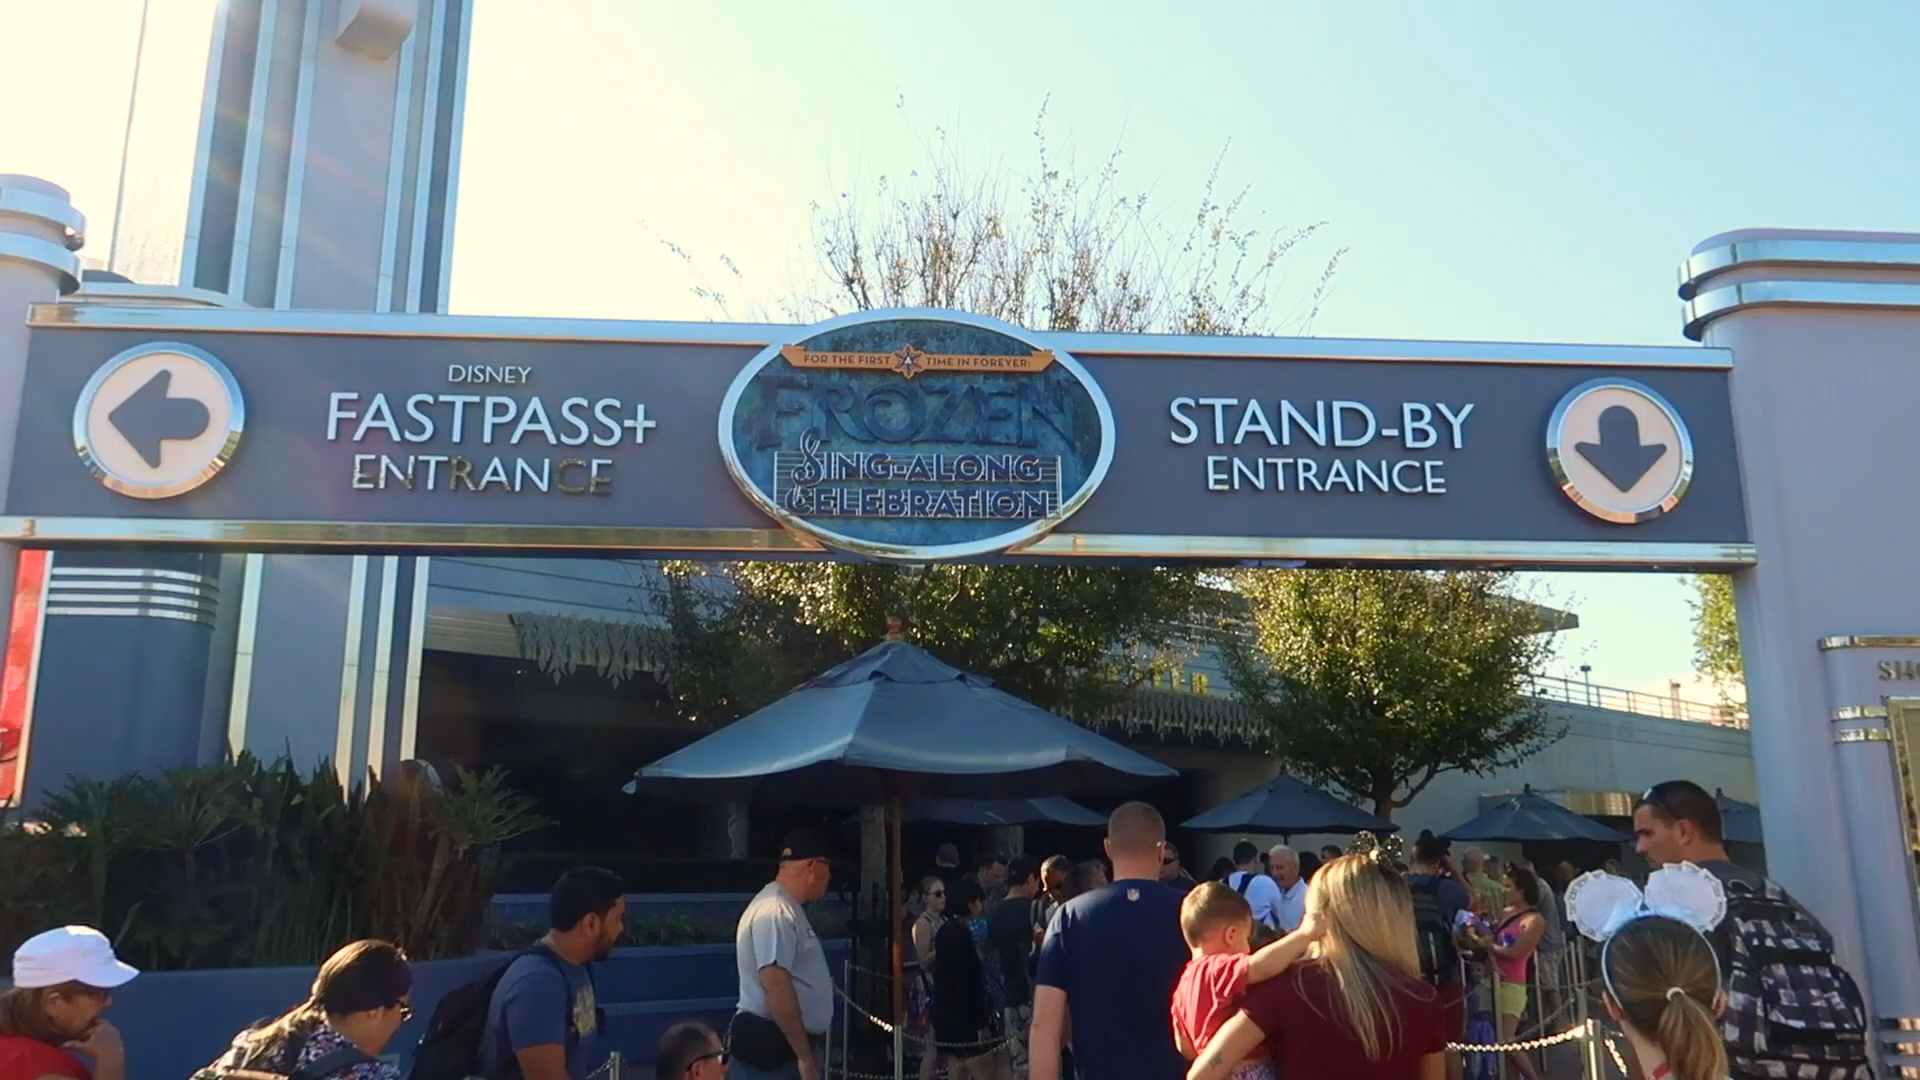 DISNEY
FASTPASS+
ENTRANCE
FOR THE FIRST TIME IN FOREVER:
FROZEN
SING-ALONG
CELEBRATION
STAND-BY
ENTRANCE